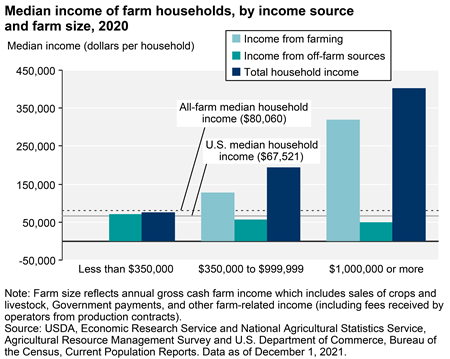 Median income of farm households, by income source
and farm size, 2020
Median income (dollars per household)
Income from farming
Income from off-farm sources
Total household income
450,000
350,000
250,000
150,000
50,000
-50,000
All-farm median household
income ($80,060)
U.S. median household
income ($67,521)
Less than $350,000
$350,000 to $999,999
$1,000,000 or more
Note: Farm size reflects annual gross cash farm income which includes sales of crops and
livestock, Government payments, and other farm-related income (including fees received by
operators from production contracts).
Source: USDA, Economic Research Service and National Agricultural Statistics Service,
Agricultural Resource Management Survey and U.S. Department of Commerce, Bureau of
the Census, Current Population Reports. Data as of December 1, 2021.